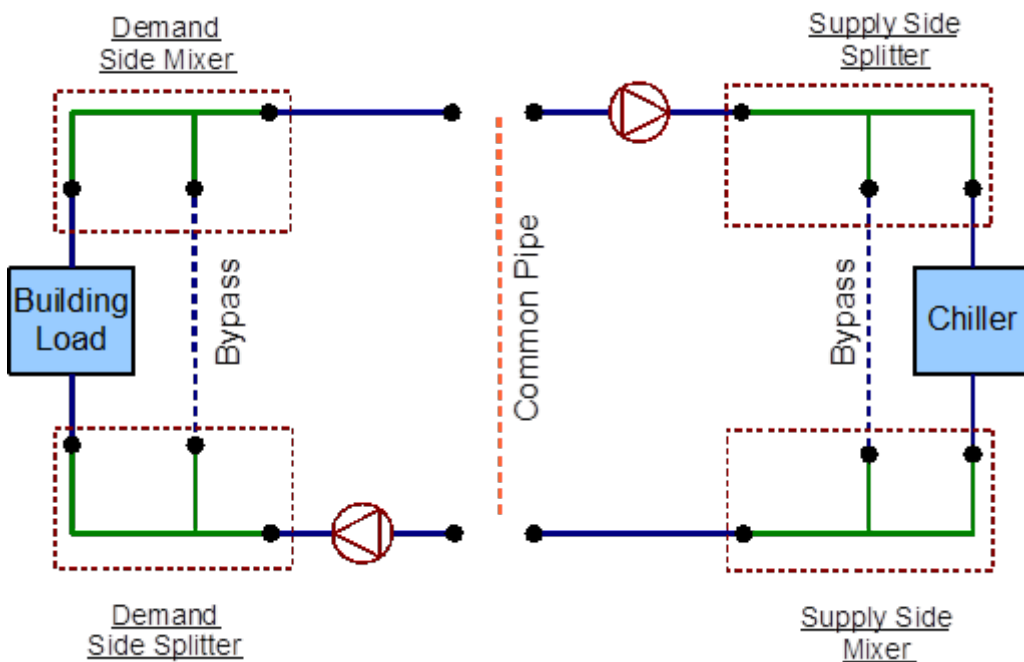 Demand
Side Mixer
Supply Side
Splitter
Building
Load
Bypass
Common Pipe
Bypass
Chiller
Demand
Side Splitter
Supply Side
Mixer